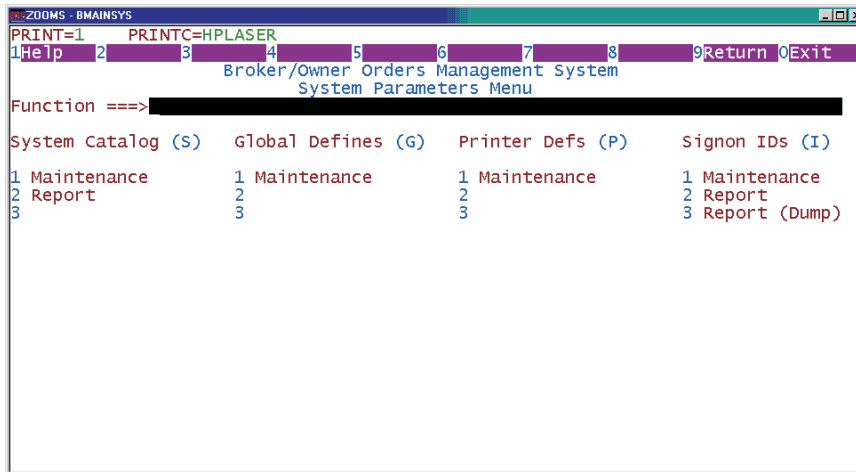 ZOOMS - BMAINSYS
PRINT=1 PRINTC=HPLASER
1Help 2 3 4 5 6 7 8 9Return 0Exit
Broker/Owner Orders Management System
System Parameters Menu
Function ===>
System Catalog (S) Global Defines (G) Printer Defs (P) Signon IDs (I)
1 Maintenance 1 Maintenance 1 Maintenance 1 Maintenance
2 Report 2 2 2 Report
3 3 3 3 Report (Dump)